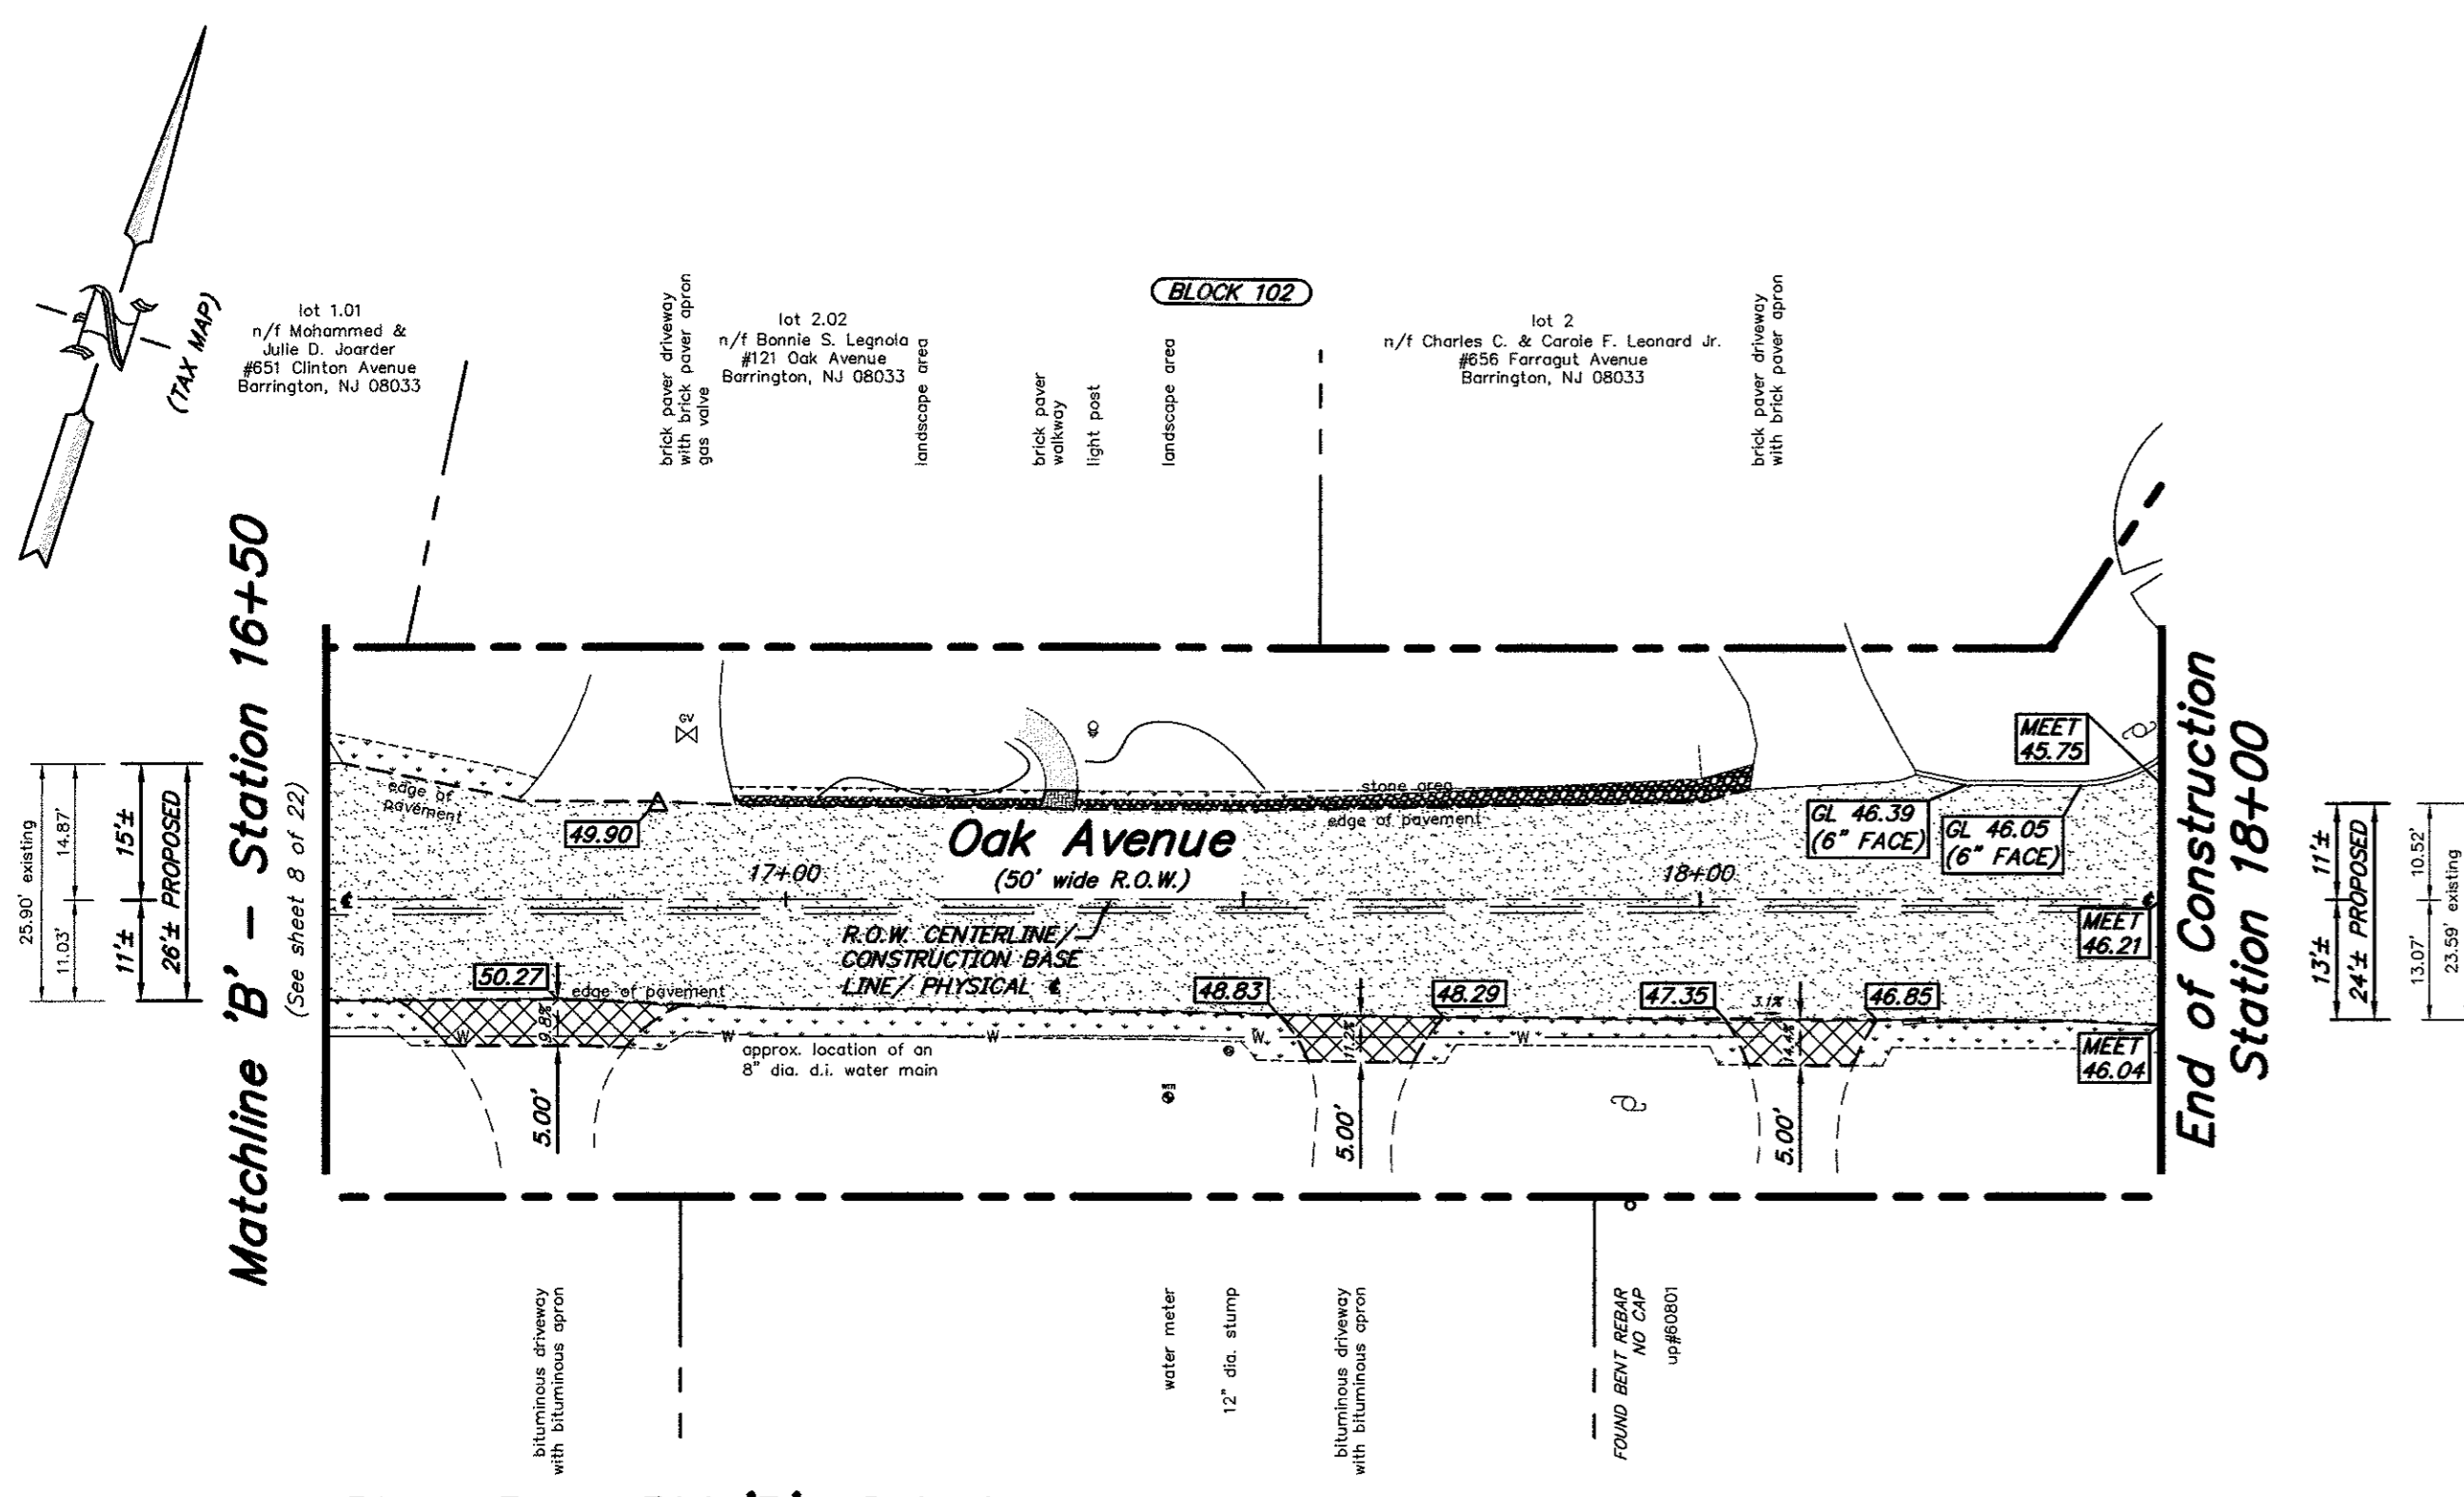 (TAX MAP)
lot 1.01
n/f Mohammed &
Julie D. Joarder
#651 Clinton Avenue
Barrington, NJ 08033
brick paver driveway
with brick paver apron
gas valve
lot 2.02
n/f Bonnie S. Legnola
#121 Oak Avenue
Barrington, NJ 08033
landscape area
brick paver
walkway
light post
landscape area
BLOCK 102
lot 2
n/f Charles C. & Carole F. Leonard Jr.
#656 Farragut Avenue
Barrington, NJ 08033
brick paver driveway
with brick paver apron
25.90' existing
14.87'
11.03'
15'±
11'±
26'± PROPOSED
Matchline 'B' - Station 16+50
(See sheet 8 of 22)
GV
edge of
pavement
49.90
stone area
edge of pavement
Oak Avenue
(50' wide R.O.W.)
17+00
18+00
MEET
45.75
GL 46.39
(6" FACE)
GL 46.05
(6" FACE)
R.O.W. CENTERLINE/
CONSTRUCTION BASE
LINE/ PHYSICAL ℄
MEET
46.21
50.27
edge of pavement
48.83
48.29
47.35
3.1%
46.85
9.8%
11.2%
14.4%
W
W
W
W
W
approx. location of an
8" dia. d.i. water main
MEET
46.04
5.00'
5.00'
5.00'
End of Construction
Station 18+00
11'±
13'±
24'± PROPOSED
10.52'
13.07'
23.59' existing
bituminous driveway
with bituminous apron
water meter
12" dia. stump
bituminous driveway
with bituminous apron
FOUND BENT REBAR
NO CAP
up#60801